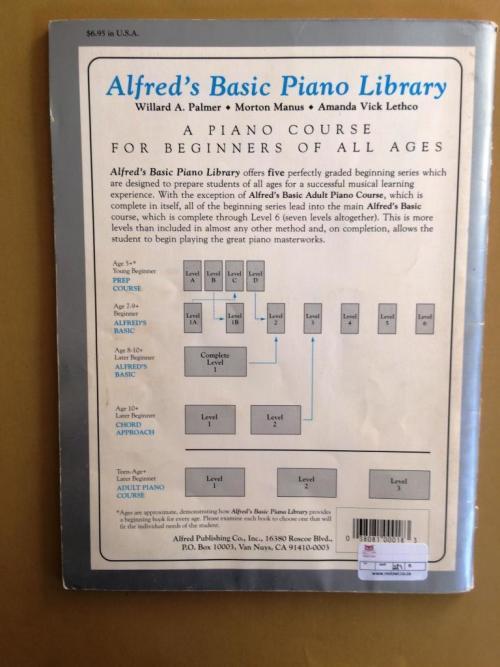 $6.95 in U.S.A.
Alfred's Basic Piano Library
Willard A. Palmer ♦ Morton Manus ♦ Amanda Vick Lethco
A PIANO COURSE
FOR BEGINNERS OF ALL AGES
Alfred's Basic Piano Library offers five perfectly graded beginning series which
are designed to prepare students of all ages for a successful musical learning
experience. With the exception of Alfred's Basic Adult Piano Course, which is
complete in itself, all of the beginning series lead into the main Alfred's Basic
course, which is complete through Level 6 (seven levels altogether). This is more
levels than included in almost any other method and, on completion, allows the
student to begin playing the great piano masterworks.
Age 5+*
Young Beginner
PREP
COURSE
Level A
Level B
Level C
Level D
Age 7-9+
Beginner
ALFRED'S
BASIC
Level 1A
Level 1B
Level 2
Level 3
Level 4
Level 5
Level 6
Age 8-10+
Later Beginner
ALFRED'S
BASIC
Complete
Level
1
Age 10+
Later Beginner
CHORD
APPROACH
Level 1
Level 2
Teen-Age+
Later Beginner
ADULT PIANO
COURSE
Level 1
Level 2
Level 3
*Ages are approximate, demonstrating how Alfred's Basic Piano Library provides
a beginning book for every age. Please examine each book to choose one that will
fit the individual needs of the student.
Alfred Publishing Co., Inc., 16380 Roscoe Blvd.,
P.O. Box 10003, Van Nuys, CA 91410-0003
0 38081 00018 3